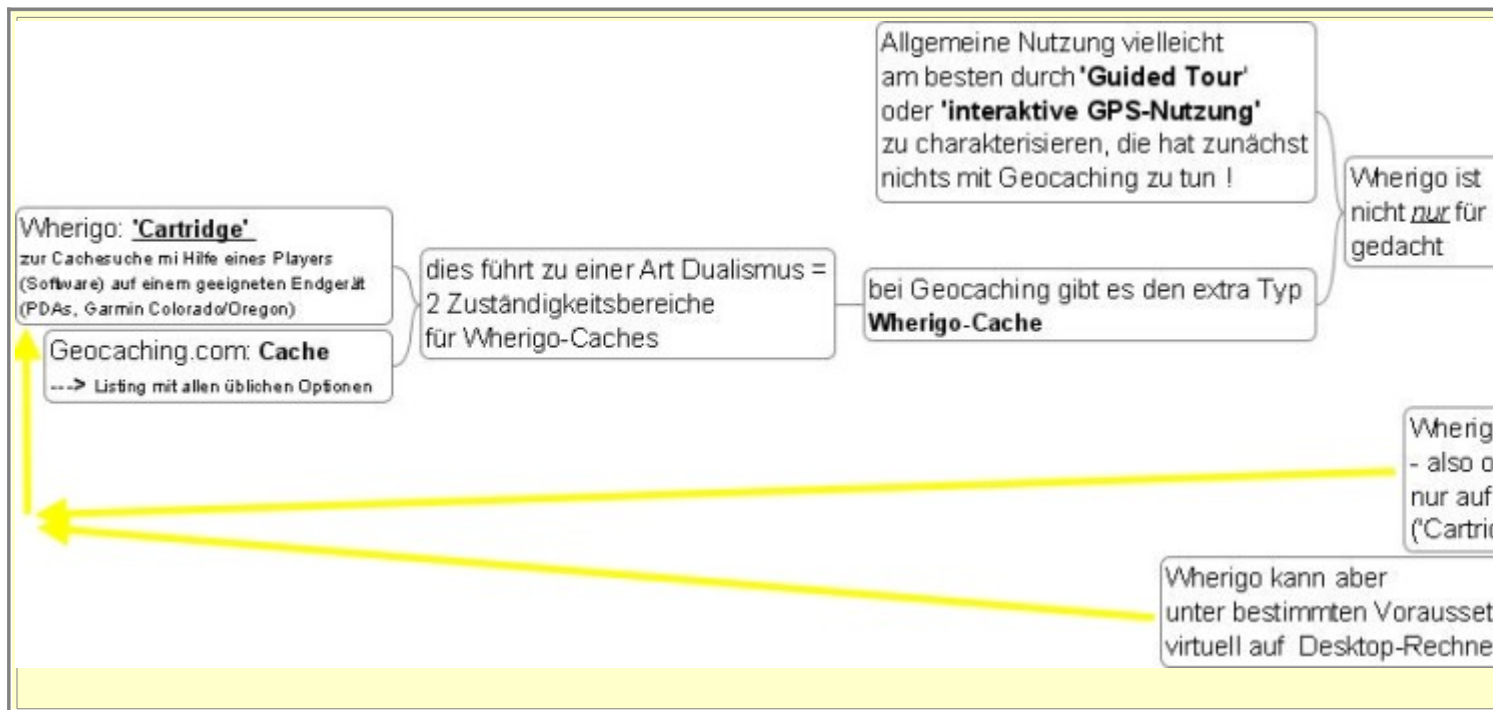 Allgemeine Nutzung vielleicht
am besten durch 'Guided Tour'
oder 'interaktive GPS-Nutzung'
zu charakterisieren, die hat zunächst
nichts mit Geocaching zu tun !
Wherigo ist
nicht nur für
gedacht
Wherigo: 'Cartridge'
zur Cachesuche mi Hilfe eines Players
(Software) auf einem geeigneten Endgerät
(PDAs, Garmin Colorado/Oregon)
dies führt zu einer Art Dualismus =
2 Zuständigkeitsbereiche
für Wherigo-Caches
bei Geocaching gibt es den extra Typ
Wherigo-Cache
Geocaching.com: Cache
---> Listing mit allen üblichen Optionen
Wherig
- also o
nur auf
('Cartrid
Wherigo kann aber
unter bestimmten Vorausset
virtuell auf Desktop-Rechne